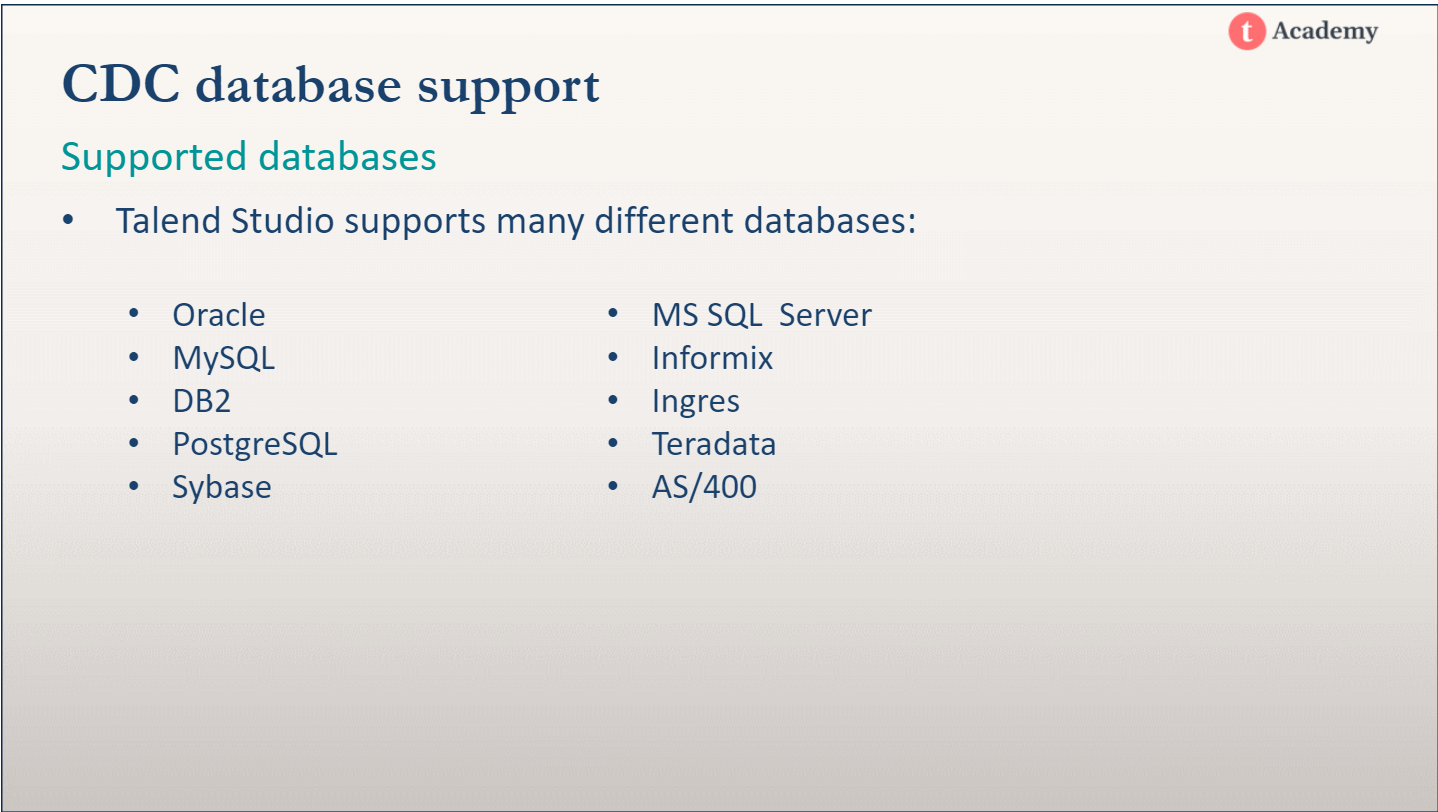 t Academy
CDC database support
Supported databases
• Talend Studio supports many different databases:
• Oracle
• MySQL
• DB2
• PostgreSQL
• Sybase
• MS SQL  Server
• Informix
• Ingres
• Teradata
• AS/400